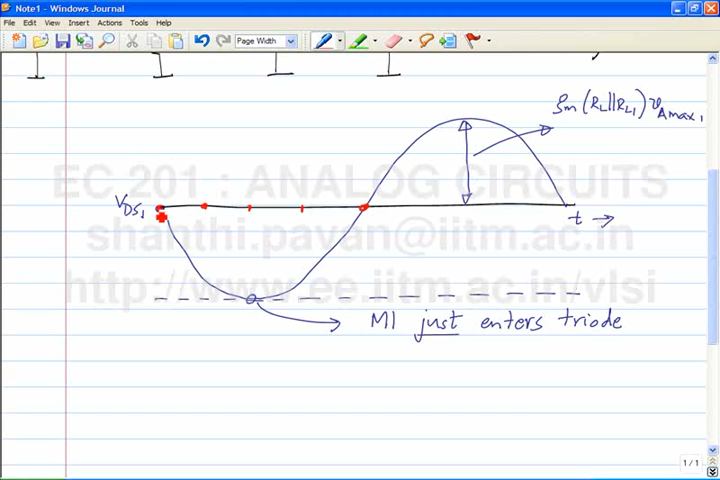 Note1 - Windows Journal
File Edit View Insert Actions Tools Help
Page Width
gm (RL||RL1) vAmax1
EC 201 : ANALOG CIRCUITS
VDS1
t →
shanthi.pavan@iitm.ac.in
http://www.ee.iitm.ac.in/vlsi
M1 just enters triode
1/1